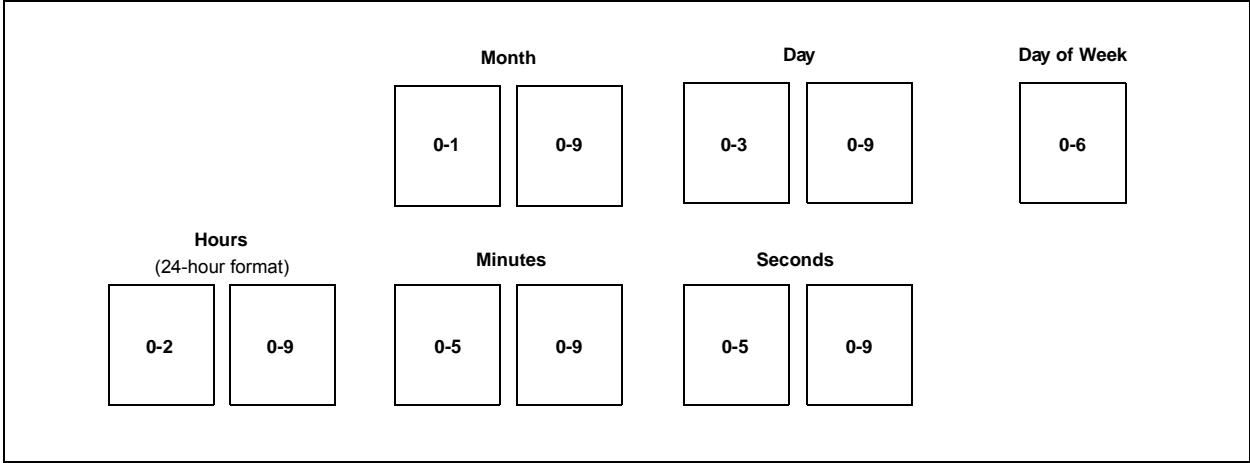 Month Day Day of Week
0-1 0-9 0-3 0-9 0-6
Hours
(24-hour format) Minutes Seconds
0-2 0-9 0-5 0-9 0-5 0-9